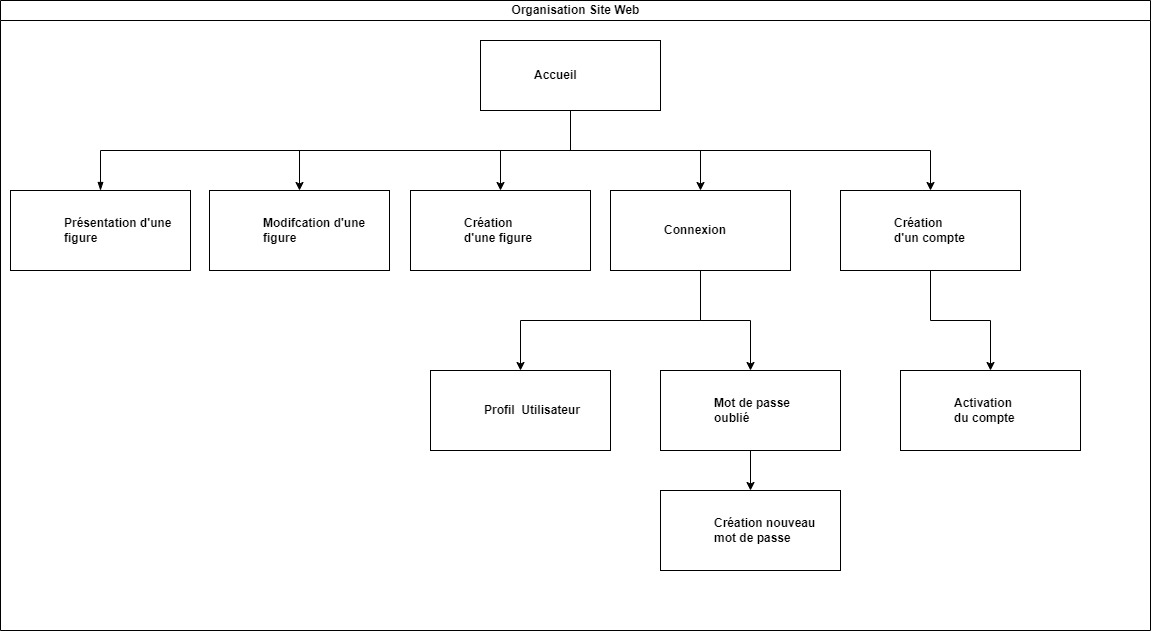 Organisation Site Web
Accueil
Présentation d'une
figure
Modifcation d'une
figure
Création
d'une figure
Connexion
Création
d'un compte
Profil  Utilisateur
Mot de passe
oublié
Activation
du compte
Création nouveau
mot de passe